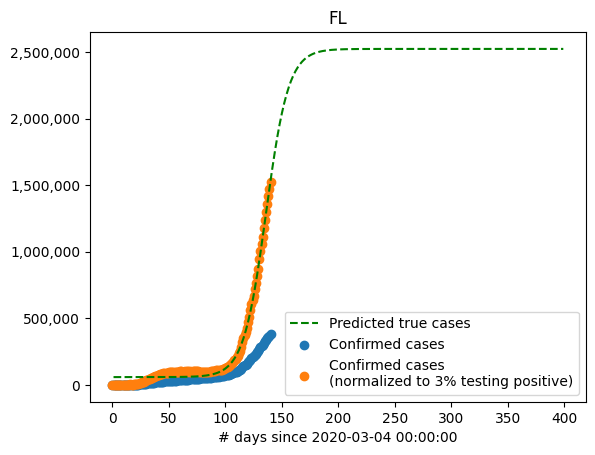 FL
2,500,000
2,000,000
1,500,000
1,000,000
500,000
0
Predicted true cases
Confirmed cases
Confirmed cases
(normalized to 3% testing positive)
0 50 100 150 200 250 300 350 400
# days since 2020-03-04 00:00:00